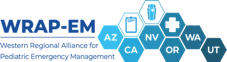 WRAP-EM
Western Regional Alliance for
Pediatric Emergency Management
AZ NV WA
CA OR UT